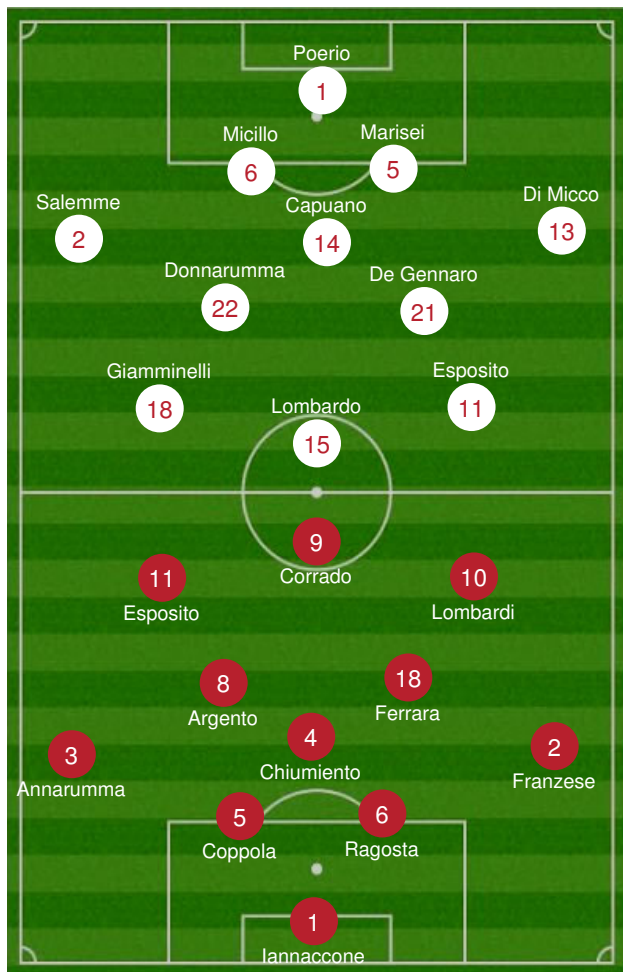 Poerio
1
Micillo
Marisei
6
5
Salemme
Capuano
Di Micco
2
14
13
Donnarumma
De Gennaro
22
21
Giamminelli
Esposito
18
Lombardo
11
15
9
Corrado
11
10
Esposito
Lombardi
8
18
Argento
Ferrara
4
3
2
Chiumiento
Annarumma
Franzese
5
6
Coppola
Ragosta
1
Iannaccone